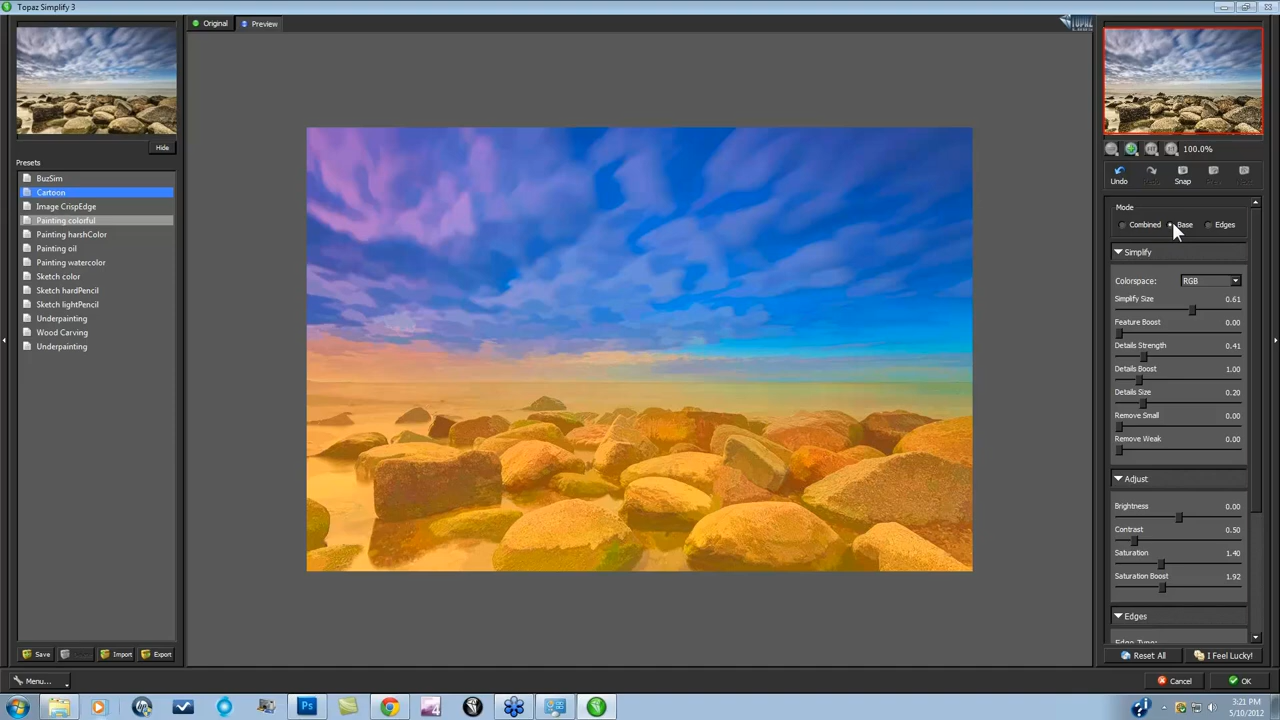 Topaz Simplify 3
Original
Preview
TOPAZ
LABS
Hide
Presets
BuzSim
Cartoon
Image CrispEdge
Painting colorful
Painting harshColor
Painting oil
Painting watercolor
Sketch color
Sketch hardPencil
Sketch lightPencil
Underpainting
Wood Carving
Underpainting
Save
Import
Export
Menu...
100.0%
Undo
Snap
Mode
Combined
Base
Edges
Simplify
Colorspace: RGB
Simplify Size 0.61
Feature Boost 0.00
Details Strength 0.41
Details Boost 1.00
Details Size 0.20
Remove Small 0.00
Remove Weak 0.00
Adjust
Brightness 0.00
Contrast 0.50
Saturation 1.40
Saturation Boost 1.92
Edges
Edge Type:
Reset All
I Feel Lucky!
Cancel
OK
Ps
3:21 PM
5/10/2012